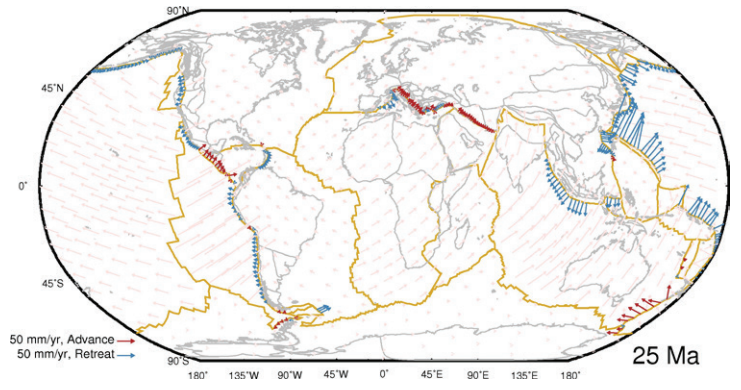 90˚N
45˚N
0˚
45˚S
90˚S
50 mm/yr, Advance
50 mm/yr, Retreat
25 Ma
180˚ 135˚W 90˚W 45˚W 0˚ 45˚E 90˚E 135˚E 180˚